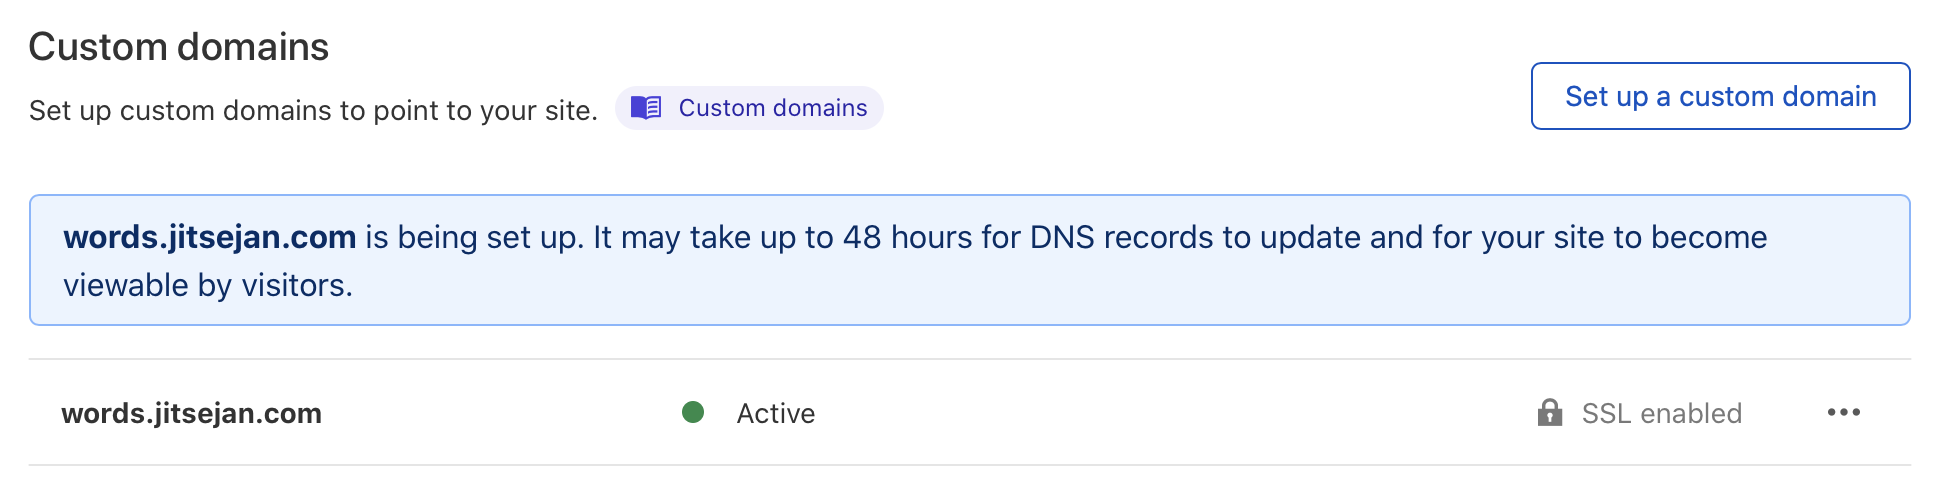 Custom domains
Set up custom domains to point to your site. Custom domains
Set up a custom domain
words.jitsejan.com is being set up. It may take up to 48 hours for DNS records to update and for your site to become
viewable by visitors.
words.jitsejan.com Active SSL enabled